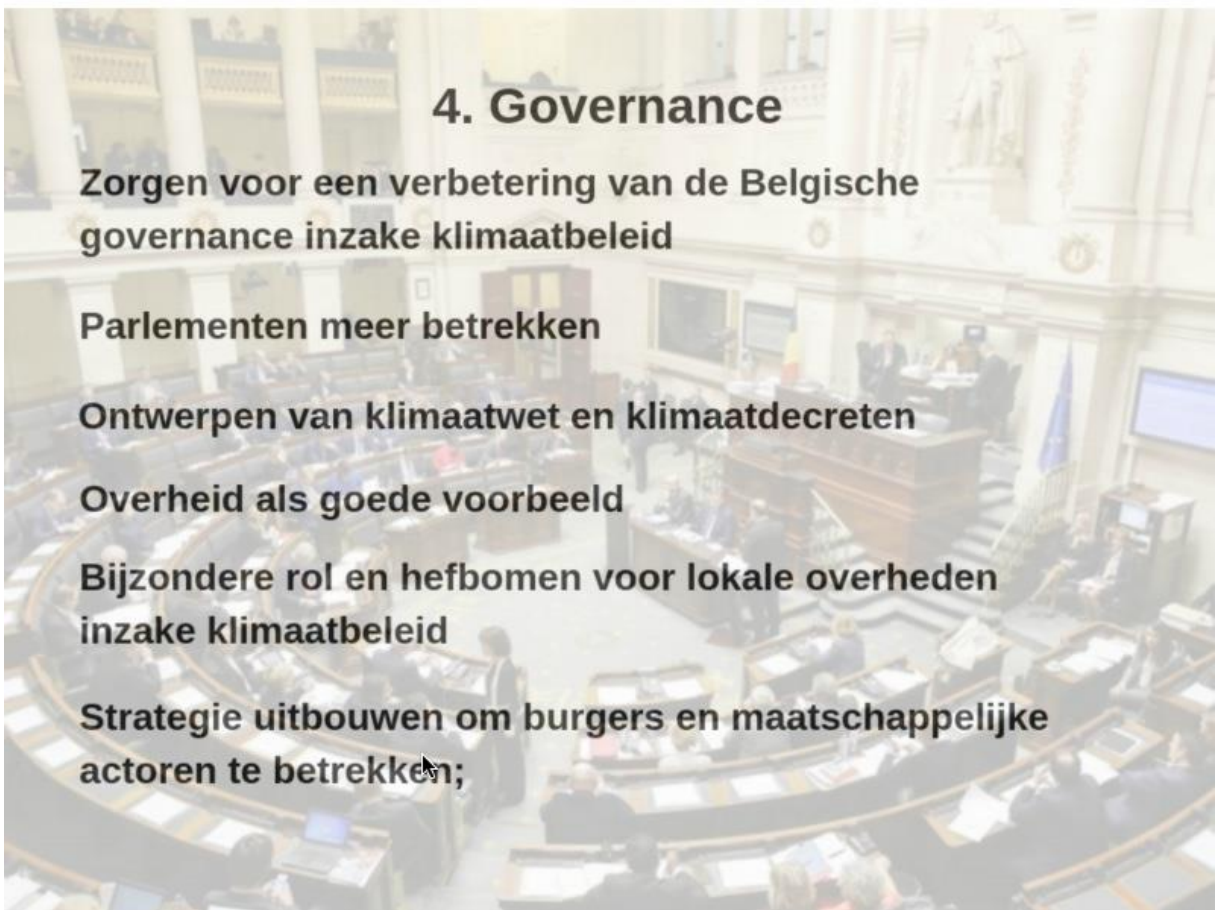 4. Governance
Zorgen voor een verbetering van de Belgische
governance inzake klimaatbeleid
Parlementen meer betrekken
Ontwerpen van klimaatwet en klimaatdecreten
Overheid als goede voorbeeld
Bijzondere rol en hefbomen voor lokale overheden
inzake klimaatbeleid
Strategie uitbouwen om burgers en maatschappelijke
actoren te betrekken;